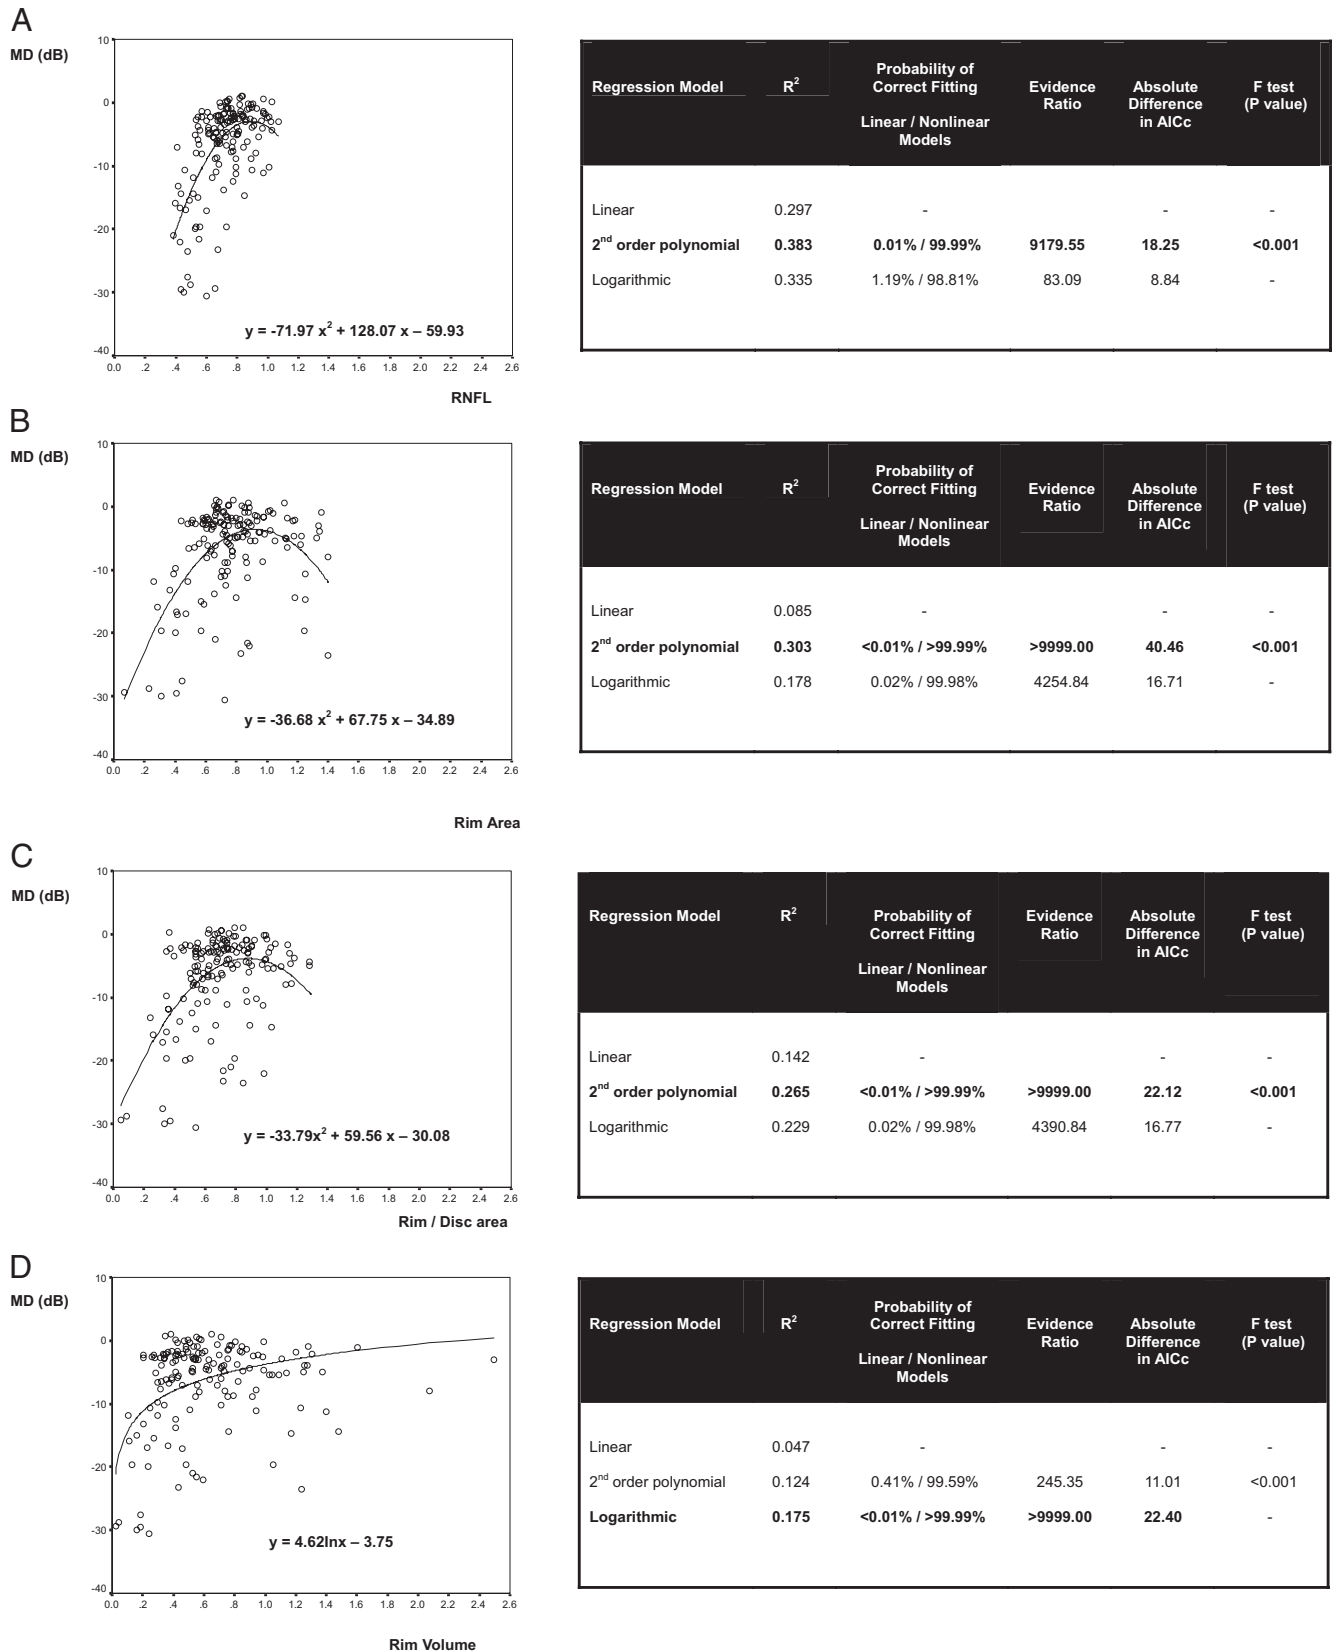 A
MD (dB)
10
0
-10
-20
-30
-40
0.0 .2 .4 .6 .8 1.0 1.2 1.4 1.6 1.8 2.0 2.2 2.4 2.6
y = -71.97 x² + 128.07 x – 59.93
RNFL
Regression Model R² Probability of Correct Fitting Linear / Nonlinear Models Evidence Ratio Absolute Difference in AICc F test (P value)
Linear 0.297 - - -
2nd order polynomial 0.383 0.01% / 99.99% 9179.55 18.25 <0.001
Logarithmic 0.335 1.19% / 98.81% 83.09 8.84 -
B
MD (dB)
10
0
-10
-20
-30
-40
0.0 .2 .4 .6 .8 1.0 1.2 1.4 1.6 1.8 2.0 2.2 2.4 2.6
y = -36.68 x² + 67.75 x – 34.89
Rim Area
Regression Model R² Probability of Correct Fitting Linear / Nonlinear Models Evidence Ratio Absolute Difference in AICc F test (P value)
Linear 0.085 - - -
2nd order polynomial 0.303 <0.01% / >99.99% >9999.00 40.46 <0.001
Logarithmic 0.178 0.02% / 99.98% 4254.84 16.71 -
C
MD (dB)
10
0
-10
-20
-30
-40
0.0 .2 .4 .6 .8 1.0 1.2 1.4 1.6 1.8 2.0 2.2 2.4 2.6
y = -33.79x² + 59.56 x – 30.08
Rim / Disc area
Regression Model R² Probability of Correct Fitting Linear / Nonlinear Models Evidence Ratio Absolute Difference in AICc F test (P value)
Linear 0.142 - - -
2nd order polynomial 0.265 <0.01% / >99.99% >9999.00 22.12 <0.001
Logarithmic 0.229 0.02% / 99.98% 4390.84 16.77 -
D
MD (dB)
10
0
-10
-20
-30
-40
0.0 .2 .4 .6 .8 1.0 1.2 1.4 1.6 1.8 2.0 2.2 2.4 2.6
y = 4.62lnx – 3.75
Rim Volume
Regression Model R² Probability of Correct Fitting Linear / Nonlinear Models Evidence Ratio Absolute Difference in AICc F test (P value)
Linear 0.047 - - -
2nd order polynomial 0.124 0.41% / 99.59% 245.35 11.01 <0.001
Logarithmic 0.175 <0.01% / >99.99% >9999.00 22.40 -